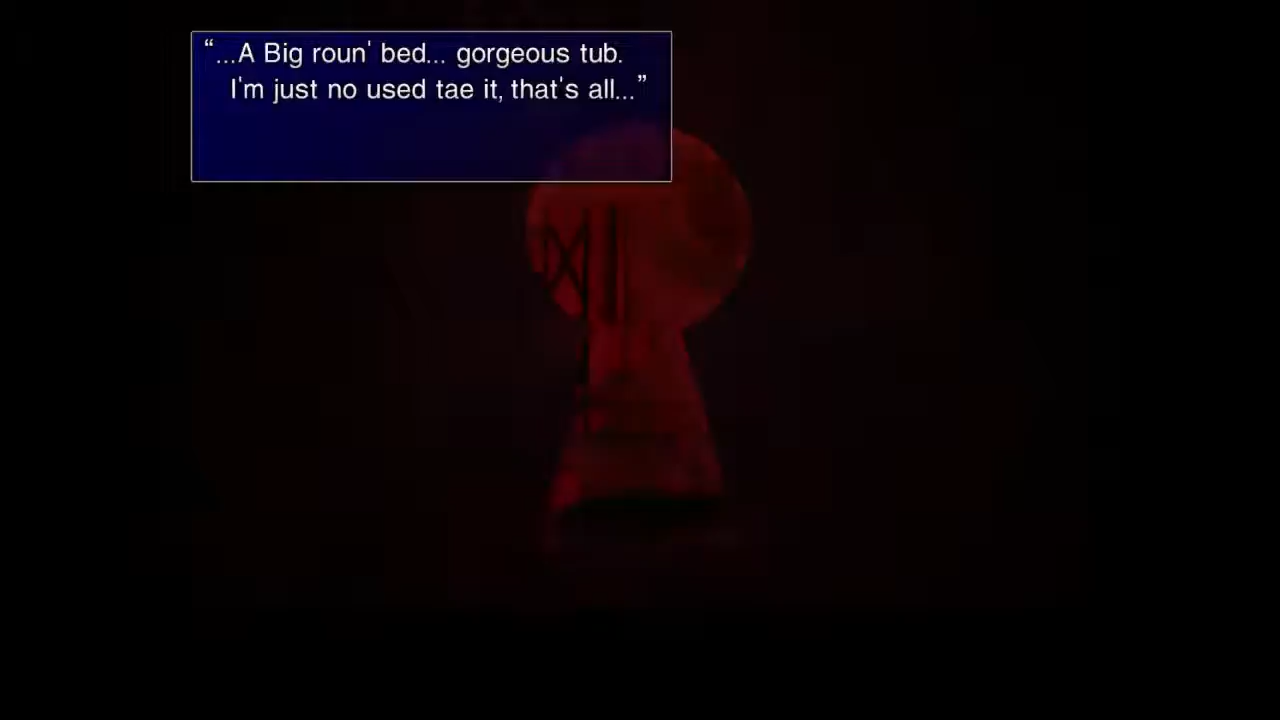 “...A Big roun' bed... gorgeous tub.
I'm just no used tae it, that's all...”